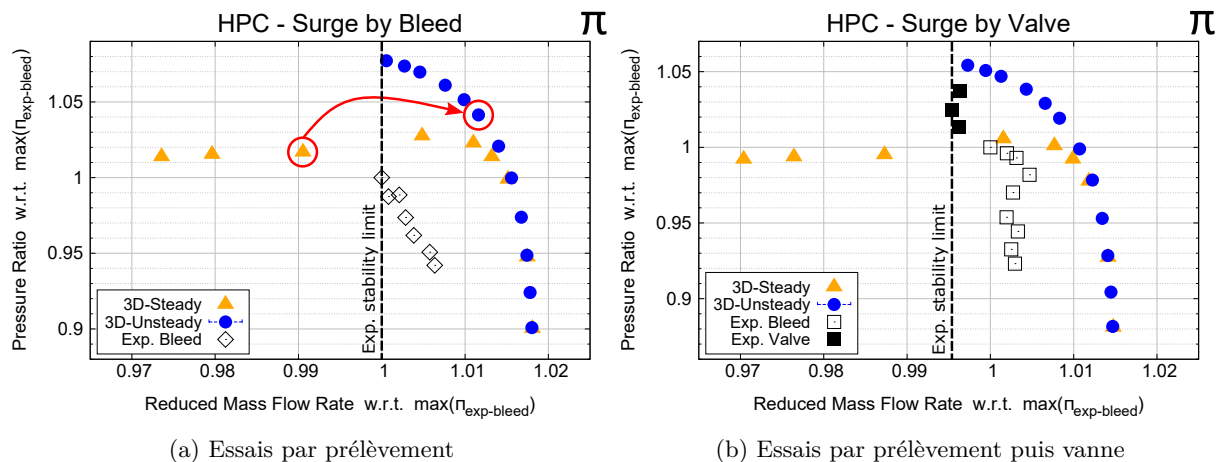 HPC - Surge by Bleed
π
Pressure Ratio w.r.t. max(π_exp-bleed)
1.05
1
0.95
0.9
Exp. stability limit
3D-Steady
3D-Unsteady
Exp. Bleed
0.97 0.98 0.99 1 1.01 1.02
Reduced Mass Flow Rate w.r.t. max(π_exp-bleed)
(a) Essais par prélèvement
HPC - Surge by Valve
π
Pressure Ratio w.r.t. max(π_exp-bleed)
1.05
1
0.95
0.9
Exp. stability limit
3D-Steady
3D-Unsteady
Exp. Bleed
Exp. Valve
0.97 0.98 0.99 1 1.01 1.02
Reduced Mass Flow Rate w.r.t. max(π_exp-bleed)
(b) Essais par prélèvement puis vanne